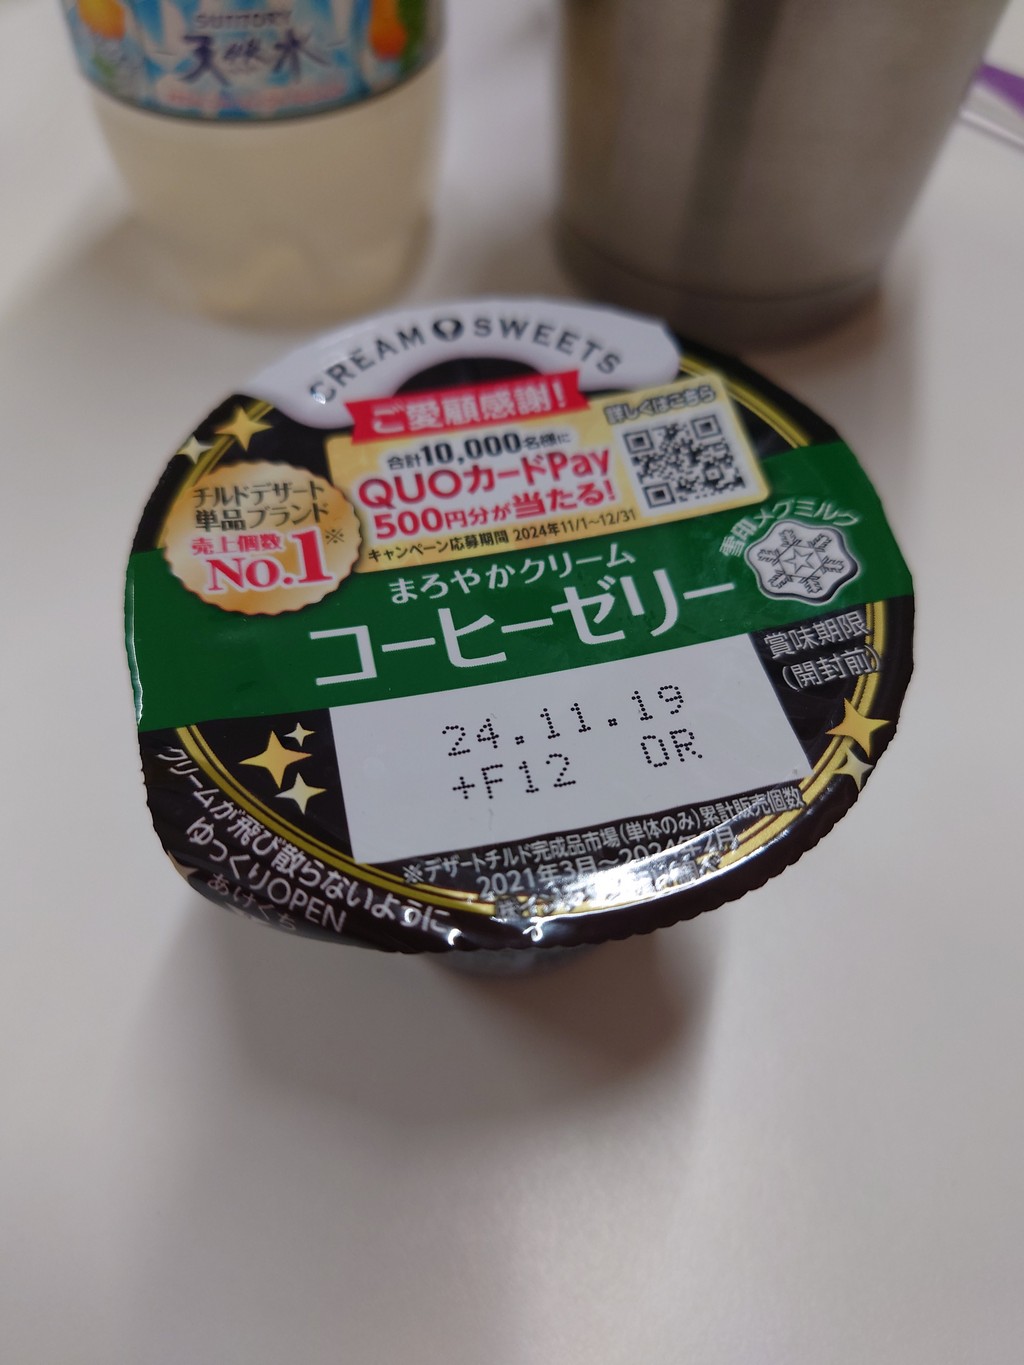 SUNTORY
天然水
CREAM SWEETS
ご愛顧感謝!
詳しくはこちら
合計10,000名様に
QUOカードPay
500円分が当たる!
キャンペーン応募期間 2024年11/1~12/31
チルドデザート
単品ブランド
売上個数※
No.1
雪印メグミルク
まろやかクリーム
コーヒーゼリー
賞味期限
(開封前)
24.11.19
+F12 OR
※デザートチルド完成品市場(単体のみ)累計販売個数
2021年3月~2024年2月
クリームが飛び散らないように
ゆっくりOPEN
あけくち